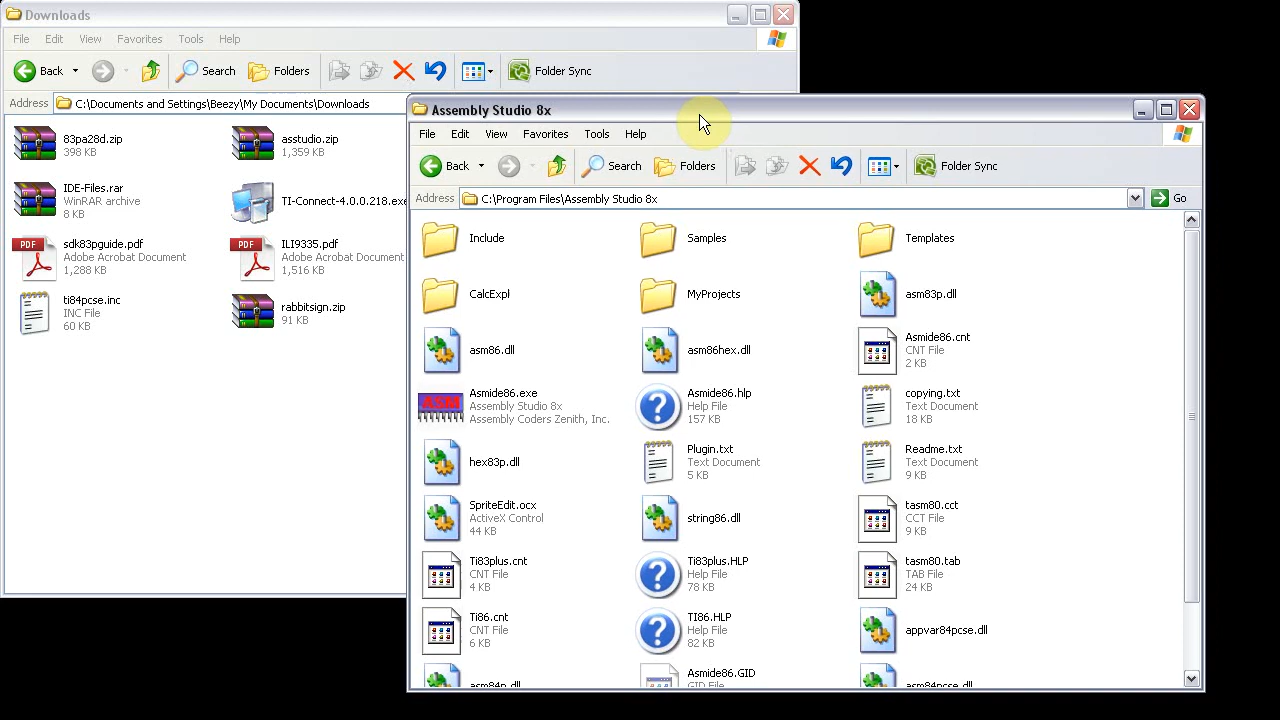 Downloads
File Edit View Favorites Tools Help
Back Search Folders Folder Sync
Address C:\Documents and Settings\Beezy\My Documents\Downloads
83pa28d.zip
398 KB
asstudio.zip
1,359 KB
IDE-Files.rar
WinRAR archive
8 KB
TI-Connect-4.0.0.218.exe
sdk83pguide.pdf
Adobe Acrobat Document
1,288 KB
ILI9335.pdf
Adobe Acrobat Document
1,516 KB
ti84pcse.inc
INC File
60 KB
rabbitsign.zip
91 KB
Assembly Studio 8x
File Edit View Favorites Tools Help
Back Search Folders Folder Sync
Address C:\Program Files\Assembly Studio 8x Go
Include
Samples
Templates
CalcExpl
MyProjects
asm83p.dll
asm86.dll
asm86hex.dll
Asmide86.cnt
CNT File
2 KB
ASM
Asmide86.exe
Assembly Studio 8x
Assembly Coders Zenith, Inc.
Asmide86.hlp
Help File
157 KB
copying.txt
Text Document
18 KB
hex83p.dll
Plugin.txt
Text Document
5 KB
Readme.txt
Text Document
462 KB
SpriteEdit.ocx
ActiveX Control
44 KB
string86.dll
tasm80.cct
CCT File
9 KB
Ti83plus.cnt
CNT File
4 KB
Ti83plus.HLP
Help File
78 KB
tasm80.tab
TAB File
24 KB
Ti86.cnt
CNT File
6 KB
TI86.HLP
Help File
82 KB
appvar84pcse.dll
asm84p.dll
Asmide86.GID
GID File
asm84pcse.dll